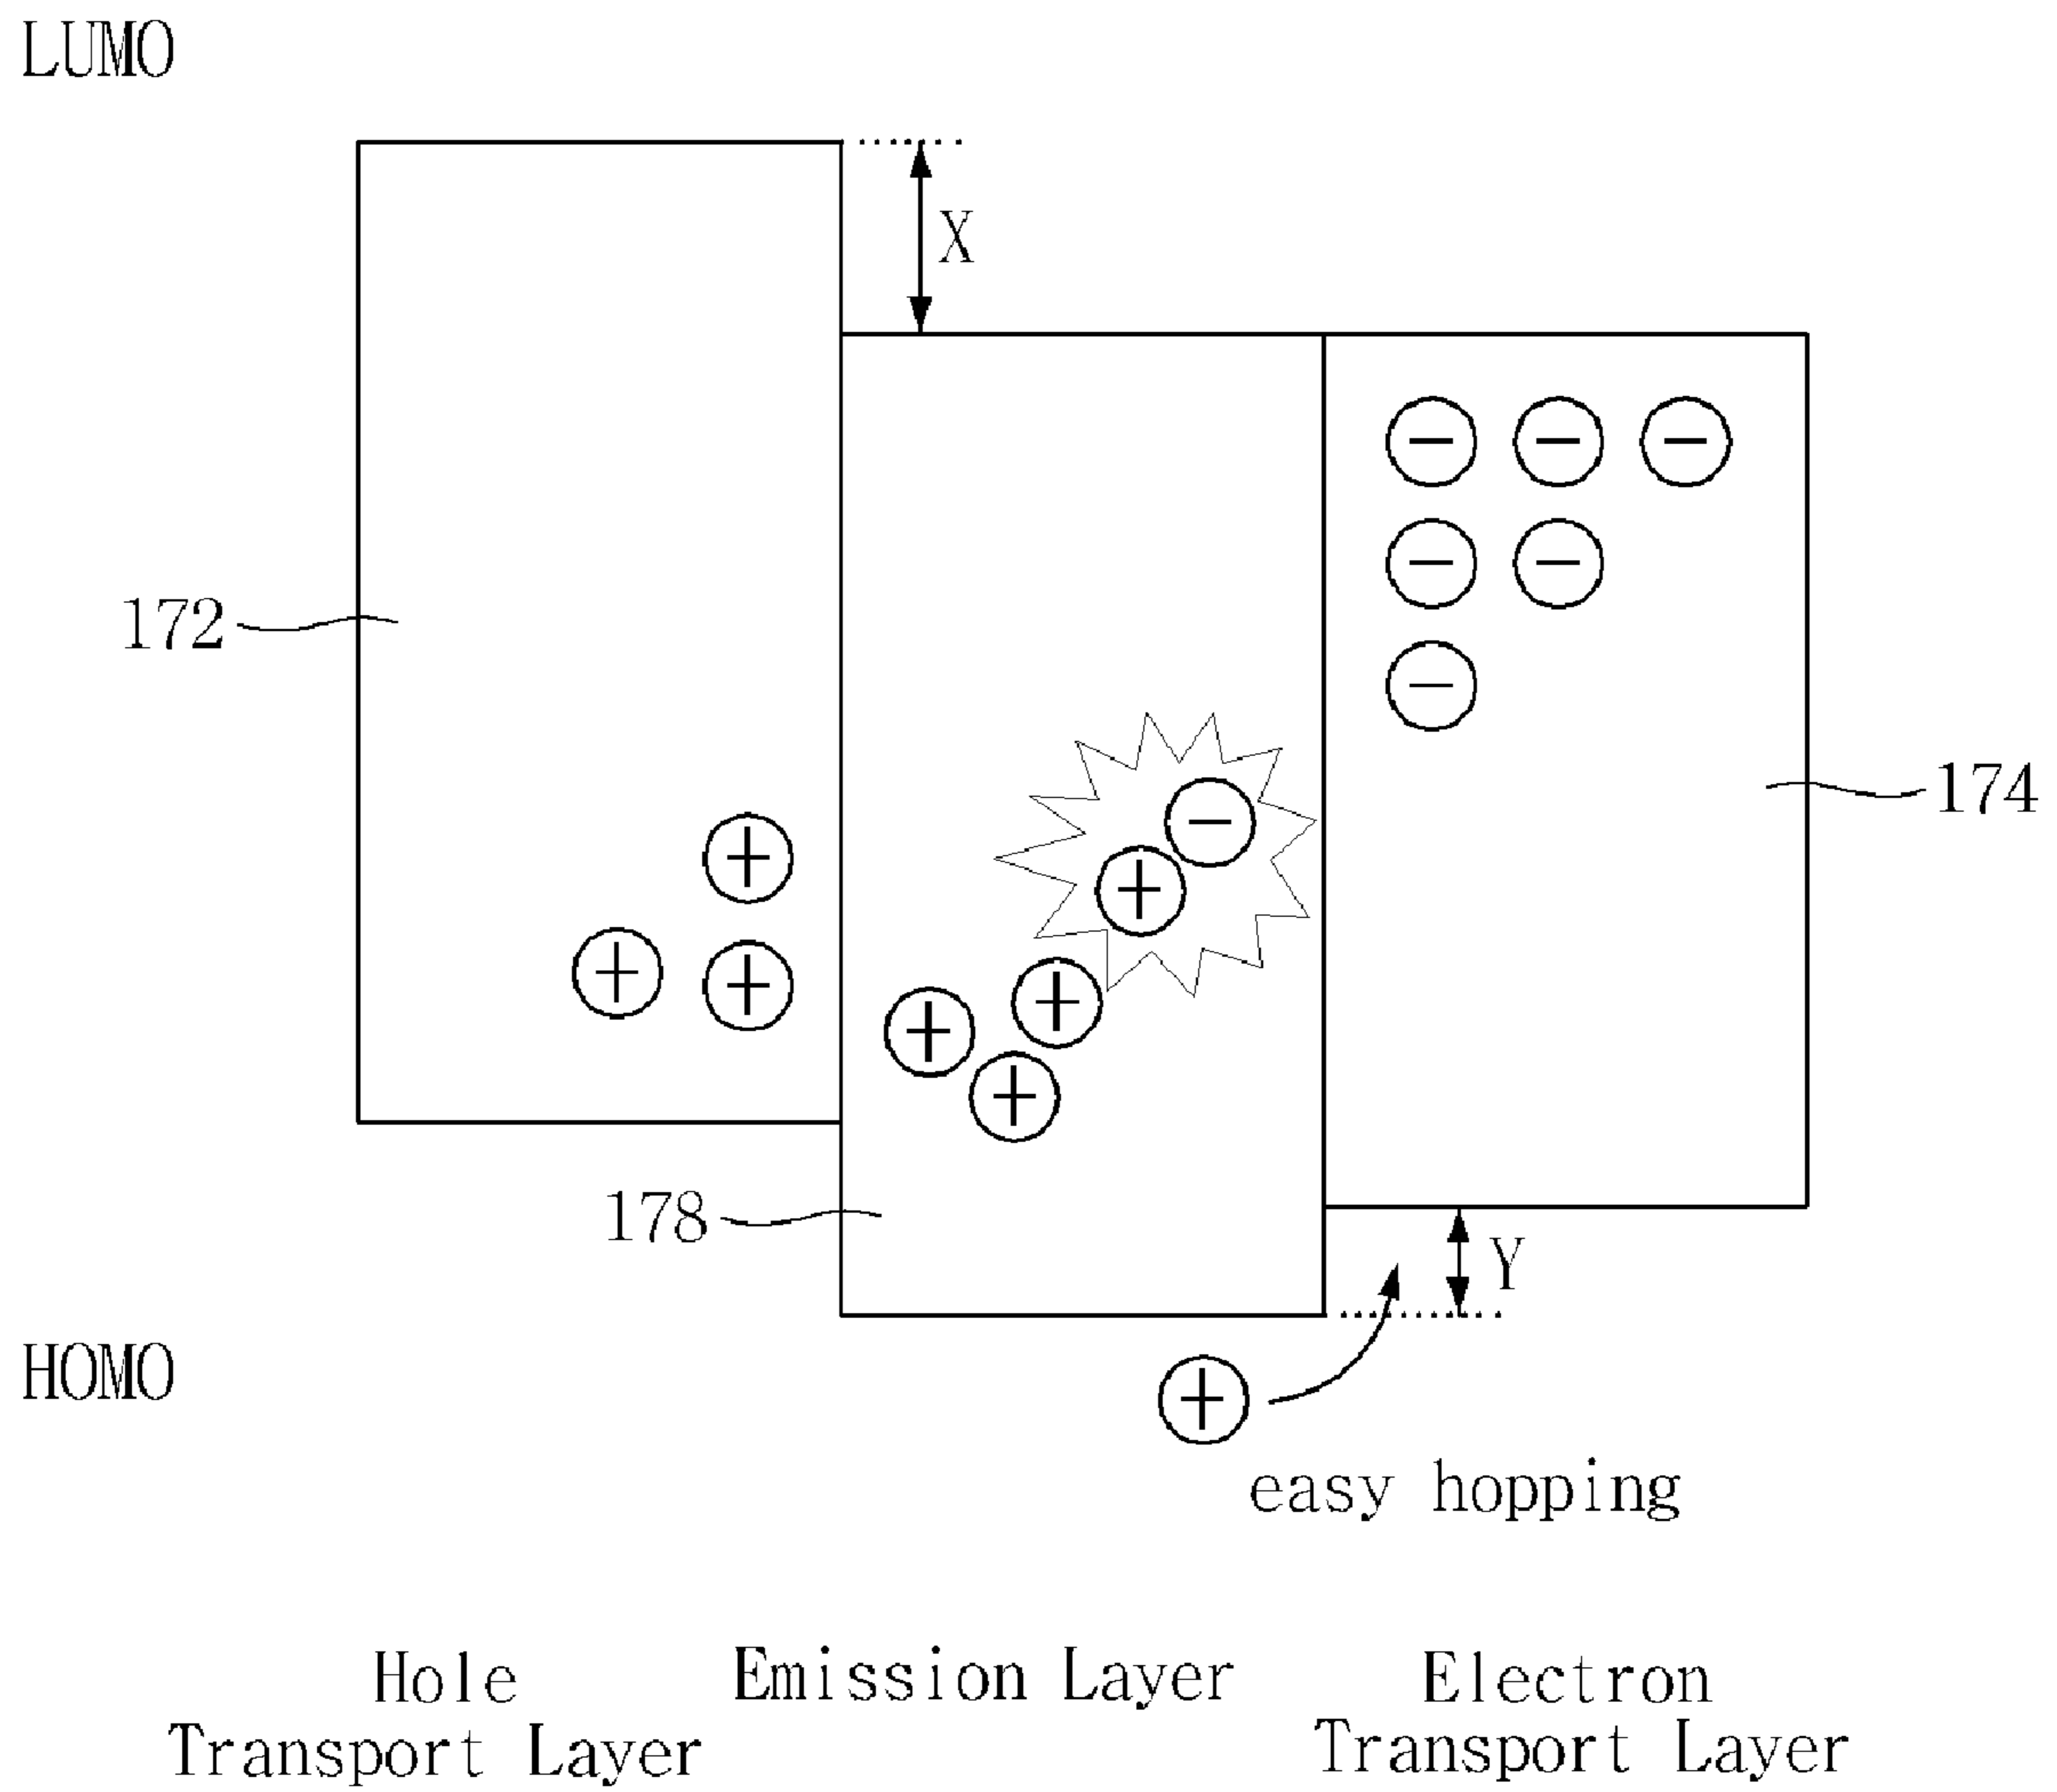 LUMO
X
172
174
178
Y
HOMO
easy hopping
Hole
Transport Layer
Emission Layer
Electron
Transport Layer